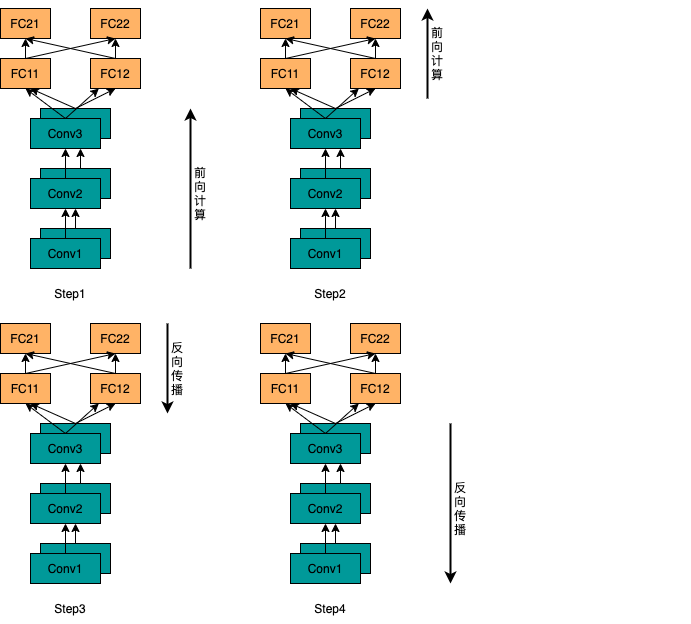 FC21 FC22
FC11 FC12
Conv3
Conv2
Conv1
前向计算
Step1
FC21 FC22
FC11 FC12
Conv3
Conv2
Conv1
前向计算
Step2
FC21 FC22
FC11 FC12
Conv3
Conv2
Conv1
反向传播
Step3
FC21 FC22
FC11 FC12
Conv3
Conv2
Conv1
反向传播
Step4